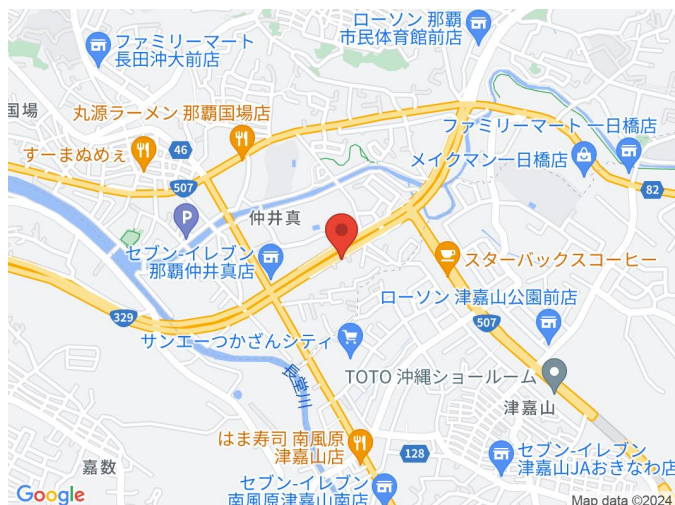 ローソン 那覇
市民体育館前店
ファミリーマート
長田沖大前店
国場
丸源ラーメン 那覇国場店
すーまぬめぇ
46
ファミリーマート 一日橋店
メイクマン一日橋店
507
82
P
仲井真
セブン-イレブン
那覇仲井真店
スターバックスコーヒー
ローソン 津嘉山公園前店
329
507
サンエーつかざんシティ
長堂川
TOTO 沖縄ショールーム
津嘉山
はま寿司 南風原
津嘉山店
128
セブン-イレブン
津嘉山JAおきなわ店
嘉数
セブン-イレブン
南風原津嘉山南店
Google
Map data ©2024